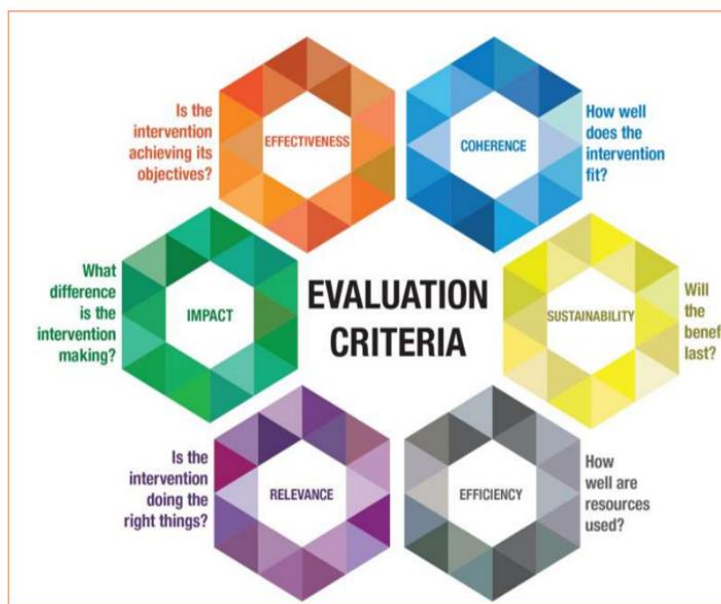 Is the
intervention
achieving its
objectives?
EFFECTIVENESS
COHERENCE
How well
does the
intervention
fit?
What
difference
is the
intervention
making?
IMPACT
EVALUATION
CRITERIA
SUSTAINABILITY
Will
the
benef
last?
Is the
intervention
doing the
right things?
RELEVANCE
EFFICIENCY
How
well are
resources
used?